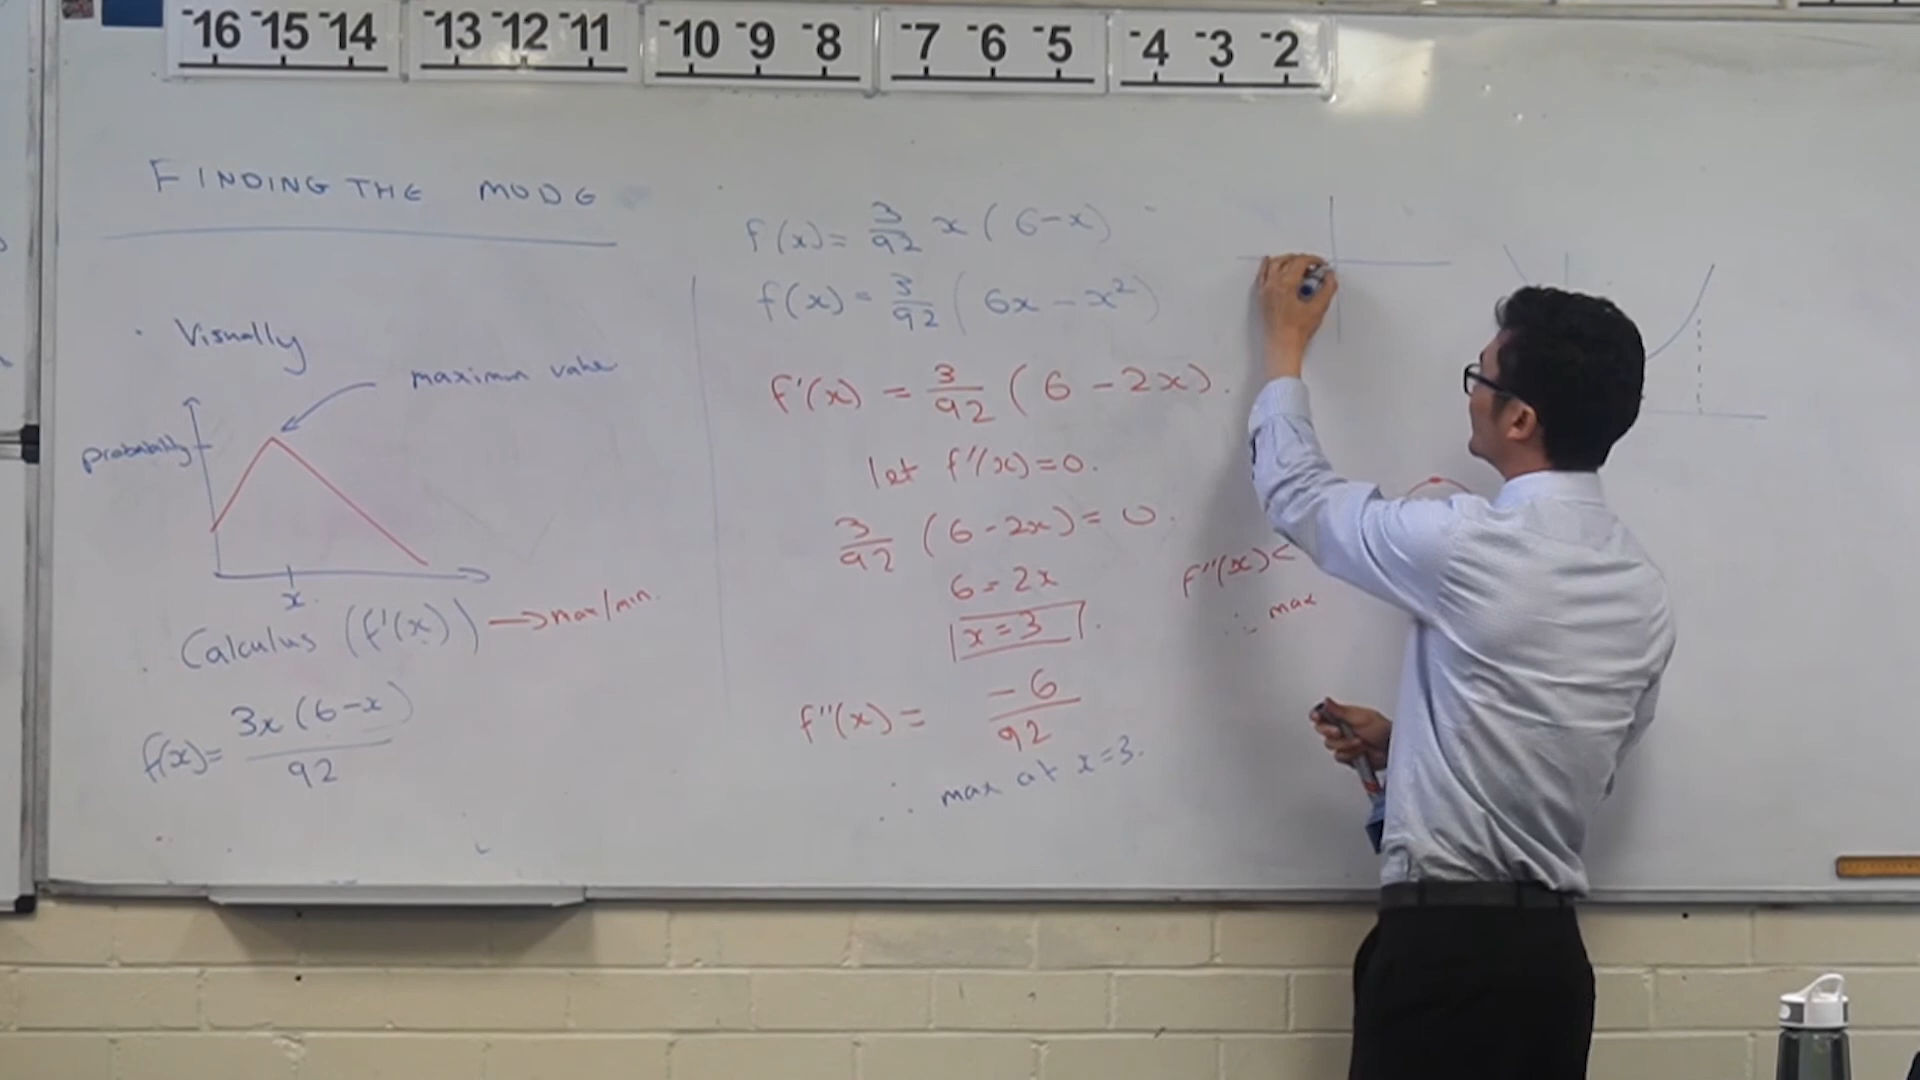 -16 -15 -14 -13 -12 -11 -10 -9 -8 -7 -6 -5 -4 -3 -2
FINDING THE MODE
· Visually
maximum value
probability
x
· Calculus (f'(x)) → max/min.
f(x) = 3x(6-x)/92
f(x) = 3/92 x(6-x)
f(x) = 3/92 (6x - x²)
f'(x) = 3/92 (6 - 2x).
let f'(x) = 0.
3/92 (6 - 2x) = 0.
6 = 2x
x = 3
f''(x) = -6/92
∴ max at x = 3.
f''(x) <
∴ max